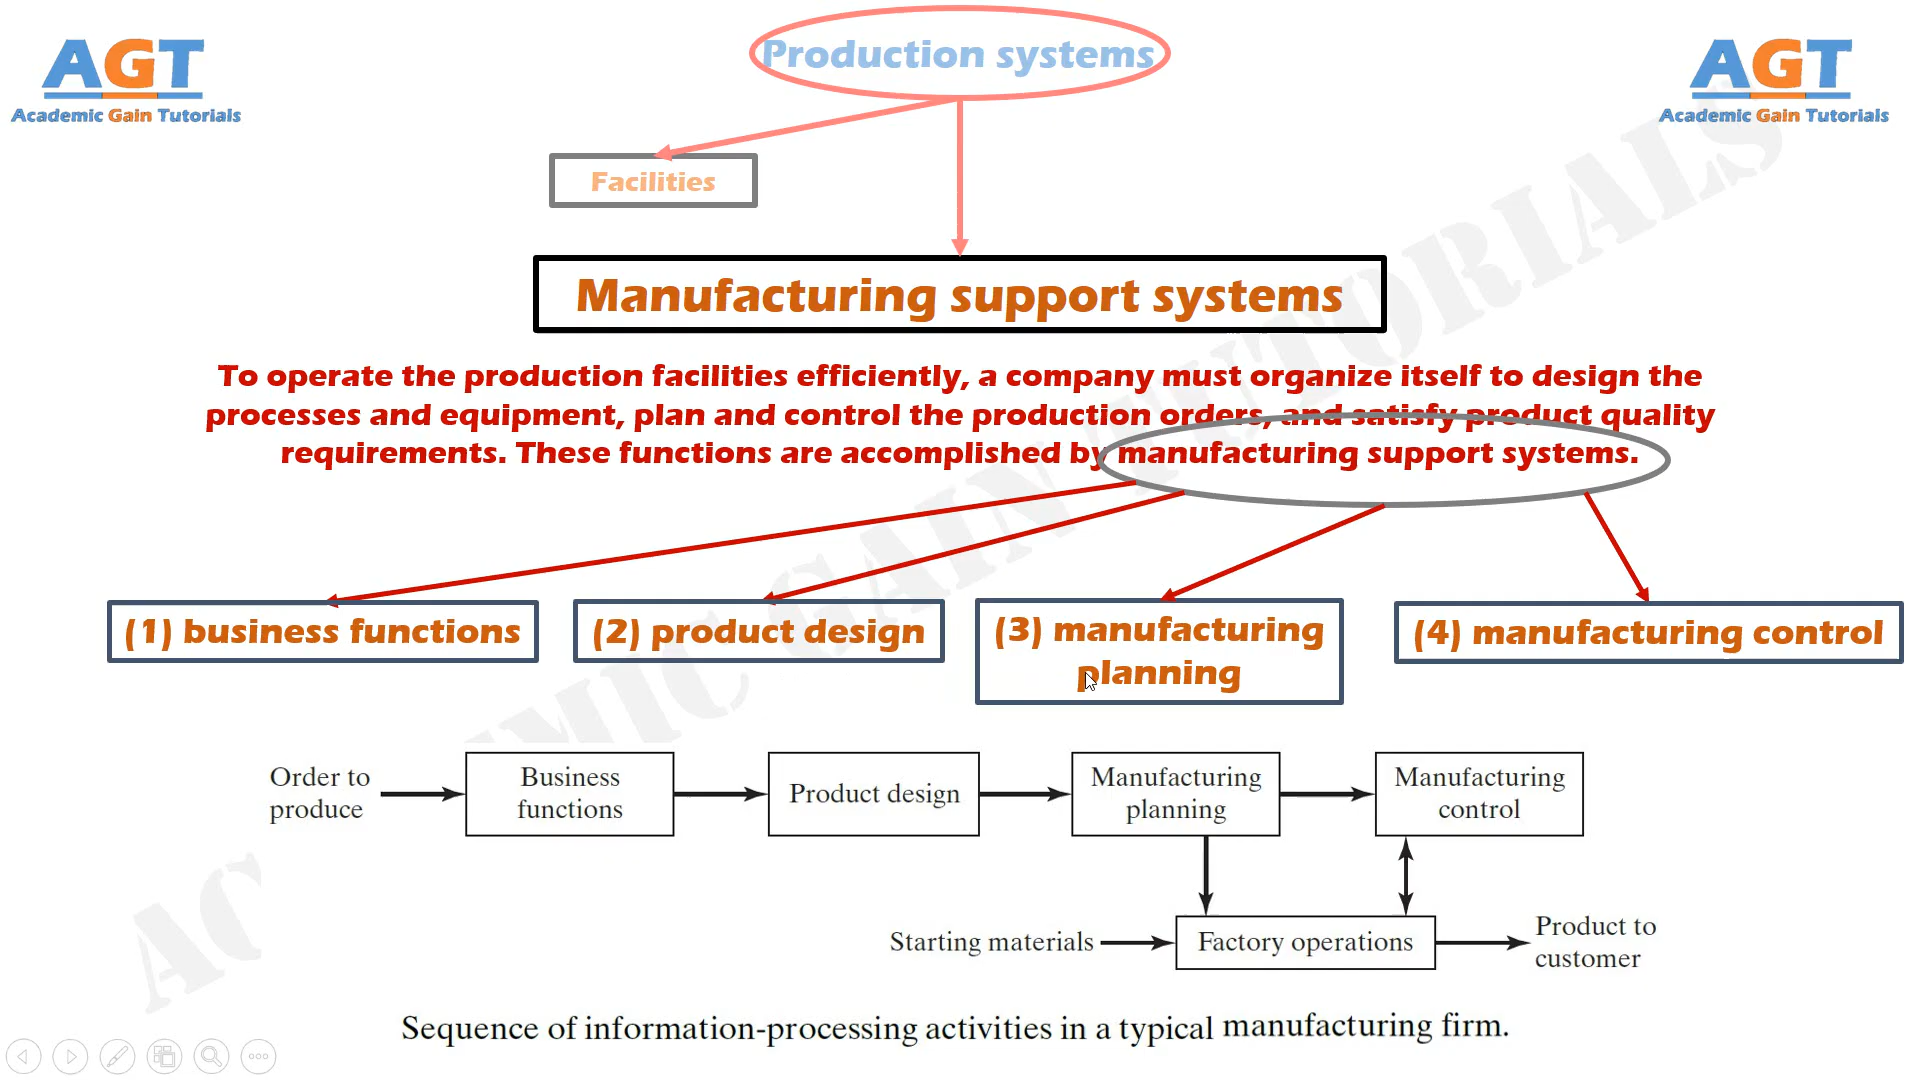 Production systems
AGT
Academic Gain Tutorials
AGT
Academic Gain Tutorials
Facilities
Manufacturing support systems
To operate the production facilities efficiently, a company must organize itself to design the
processes and equipment, plan and control the production orders, and satisfy product quality
requirements. These functions are accomplished by manufacturing support systems.
(1) business functions
(2) product design
(3) manufacturing
planning
(4) manufacturing control
Order to
produce
Business
functions
Product design
Manufacturing
planning
Manufacturing
control
Starting materials
Factory operations
Product to
customer
Sequence of information-processing activities in a typical manufacturing firm.
ACADEMIC GAIN TUTORIALS